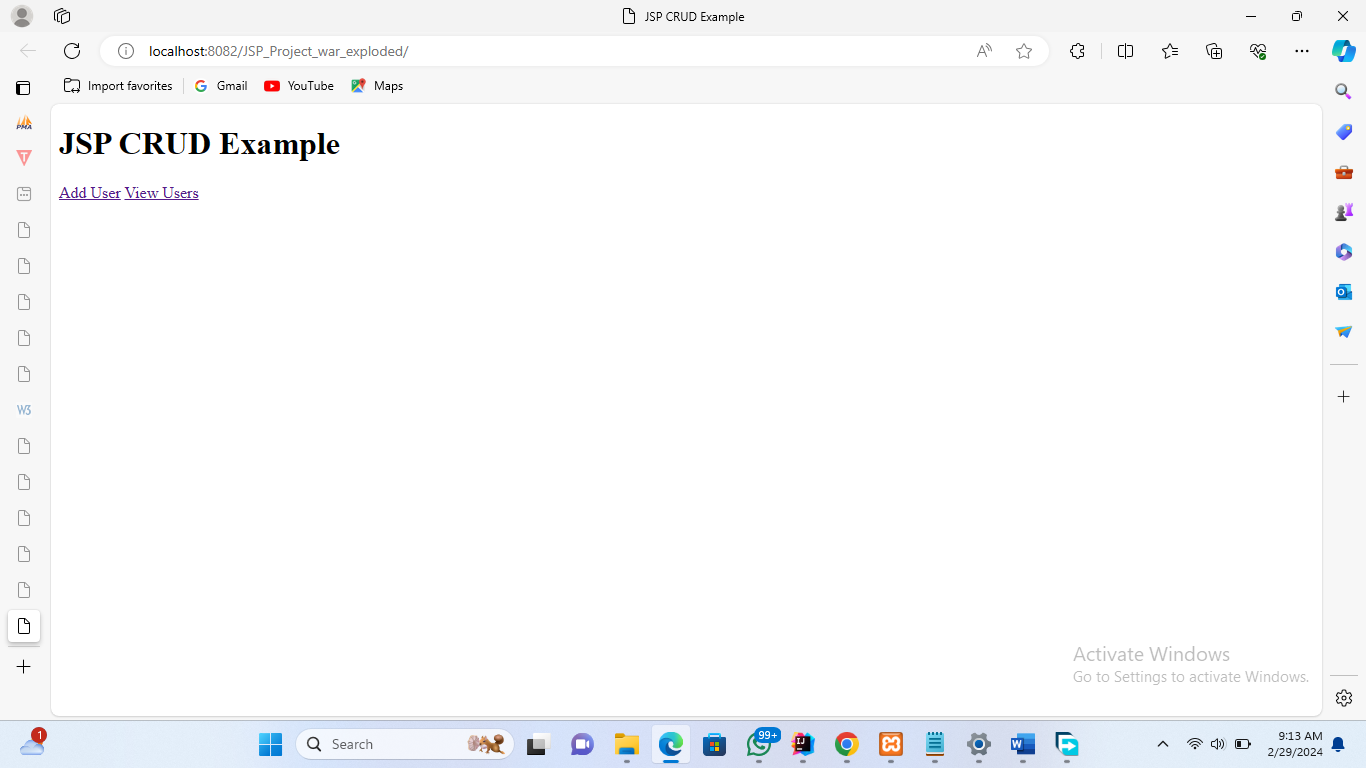 JSP CRUD Example
localhost:8082/JSP_Project_war_exploded/
Import favorites Gmail YouTube Maps
PMA
W3
JSP CRUD Example
Add User View Users
Activate Windows
Go to Settings to activate Windows.
1
Search
99+
9:13 AM
2/29/2024